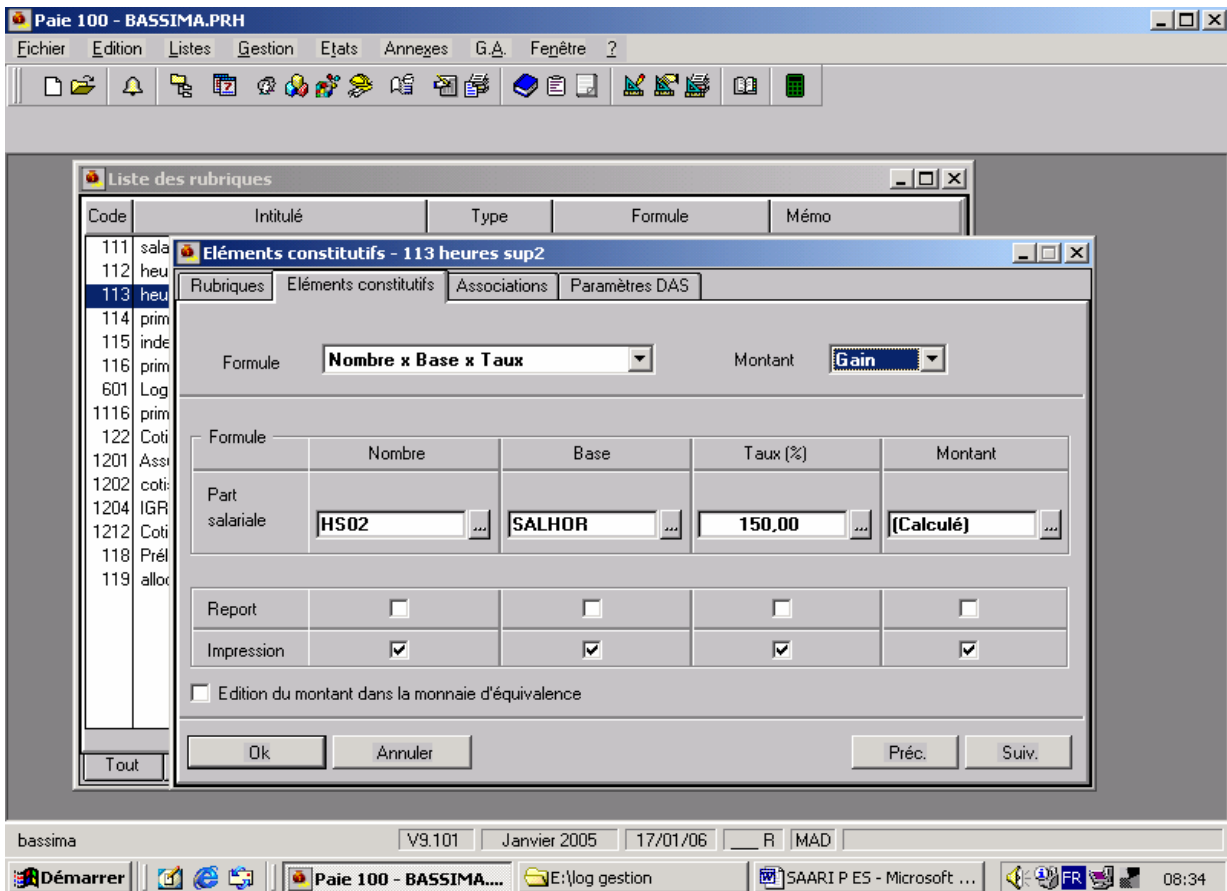 Paie 100 - BASSIMA.PRH
Fichier Edition Listes Gestion Etats Annexes G.A. Fenêtre ?
Liste des rubriques
Code Intitulé Type Formule Mémo
111 sala
112 heu
113 heu
114 prim
115 inde
116 prim
601 Log
1116 prim
122 Coti
1201 Assu
1202 coti
1204 IGR
1212 Coti
118 Prél
119 alloc
Tout
Eléments constitutifs - 113 heures sup2
Rubriques Eléments constitutifs Associations Paramètres DAS
Formule Nombre x Base x Taux Montant Gain
Formule
Nombre Base Taux (%) Montant
Part
salariale
HS02 ... SALHOR ... 150,00 ... (Calculé) ...
Report
Impression
Edition du montant dans la monnaie d'équivalence
Ok Annuler Préc. Suiv.
bassima V9.101 Janvier 2005 17/01/06 ___ R MAD
Démarrer Paie 100 - BASSIMA.... E:\log gestion SAARI P ES - Microsoft ... FR 08:34